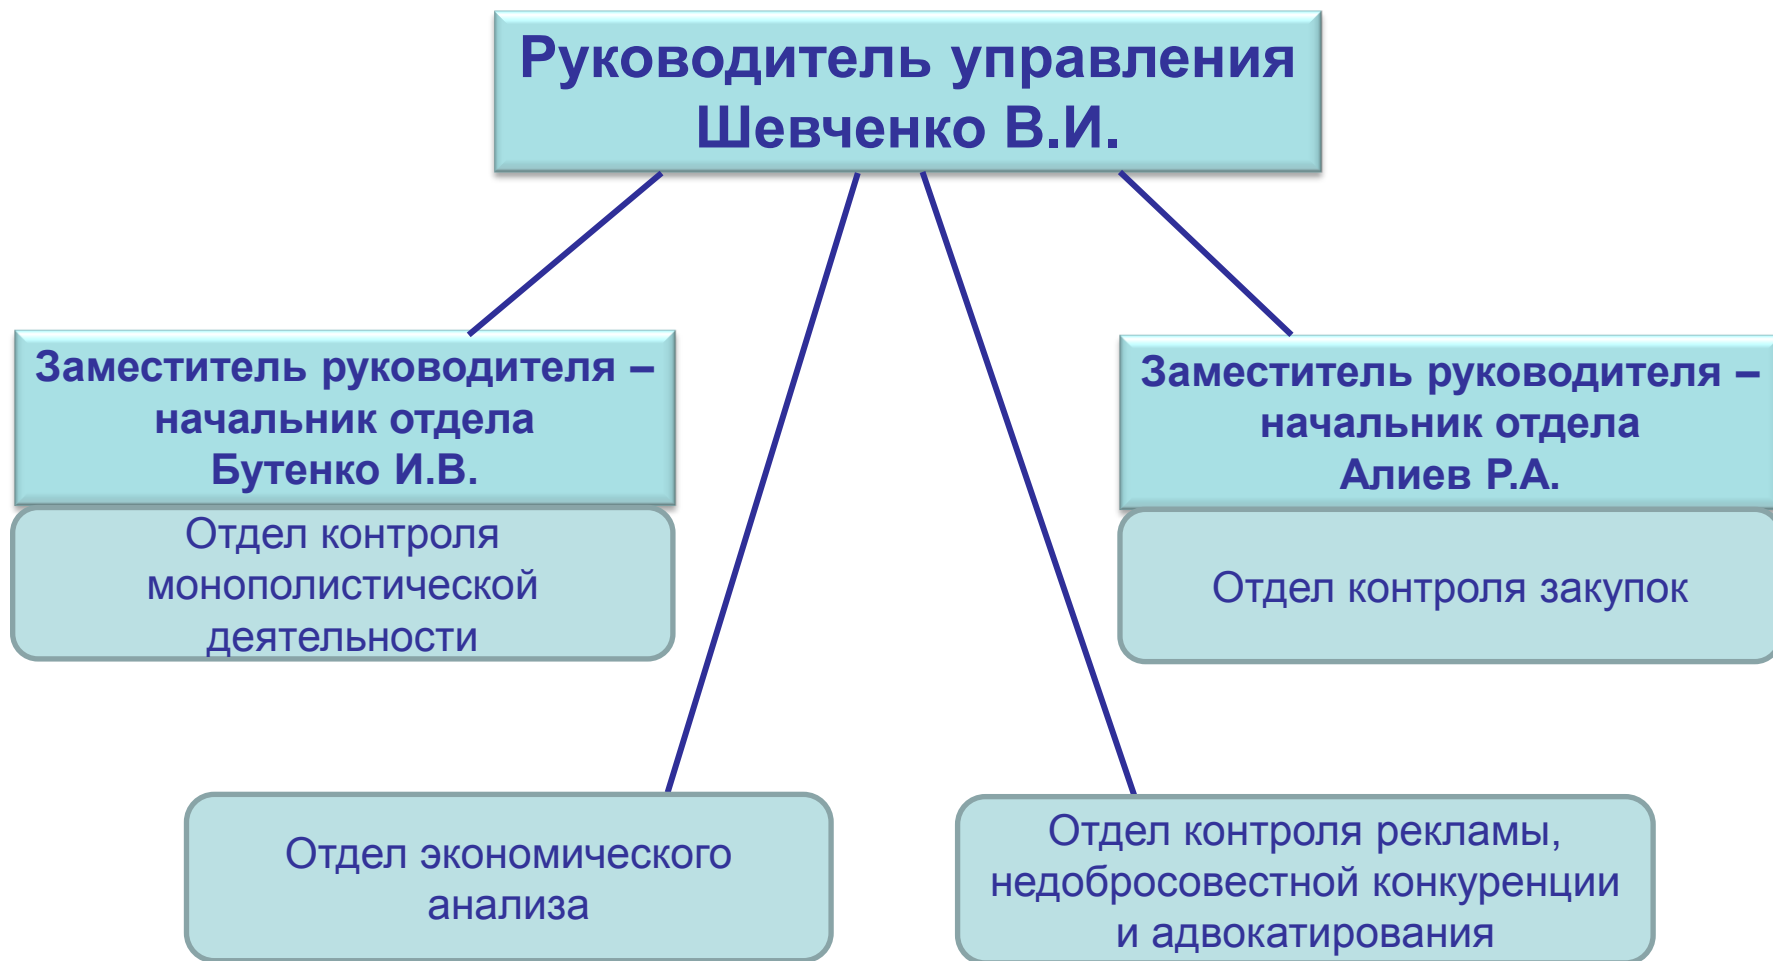 Руководитель управления
Шевченко В.И.
Заместитель руководителя –
начальник отдела
Бутенко И.В.
Отдел контроля
монополистической
деятельности
Заместитель руководителя –
начальник отдела
Алиев Р.А.
Отдел контроля закупок
Отдел экономического
анализа
Отдел контроля рекламы,
недобросовестной конкуренции
и адвокатирования